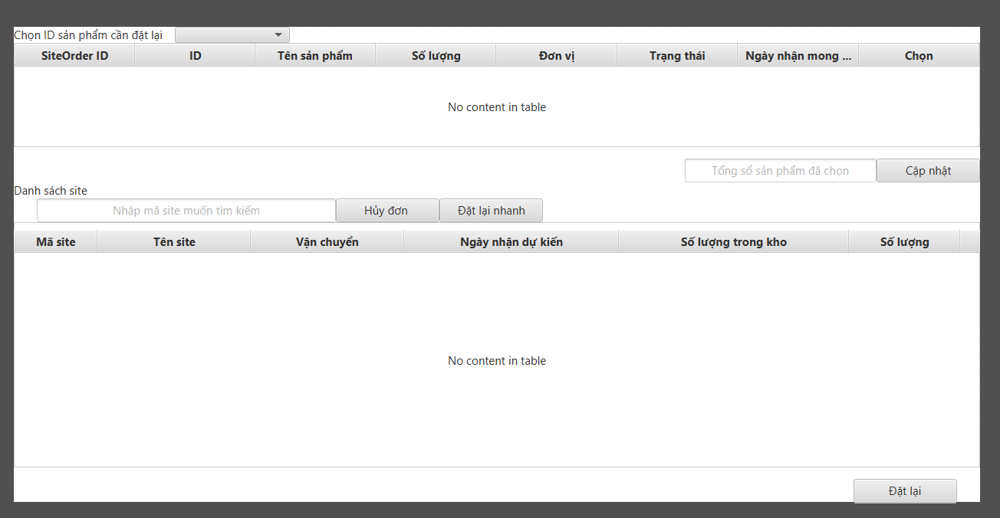 Chọn ID sản phẩm cần đặt lại
SiteOrder ID ID Tên sản phẩm Số lượng Đơn vị Trạng thái Ngày nhận mong ... Chọn
No content in table
Tổng sổ sản phẩm đã chọn Cập nhật
Danh sách site
Nhập mã site muốn tìm kiếm Hủy đơn Đặt lại nhanh
Mã site Tên site Vận chuyển Ngày nhận dự kiến Số lượng trong kho Số lượng
No content in table
Đặt lại